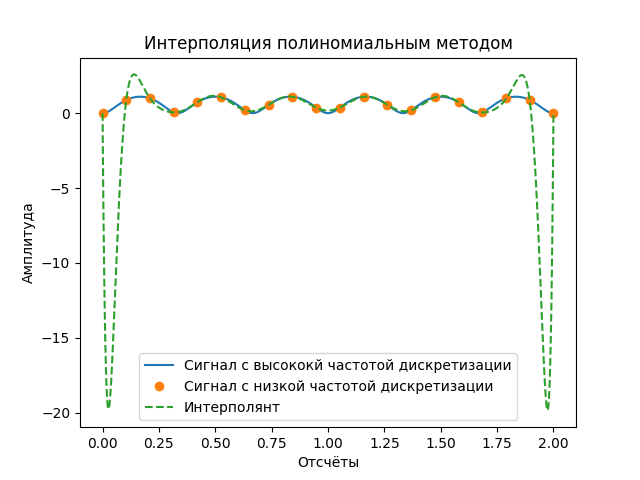 Интерполяция полиномиальным методом
0
−5
−10
−15
−20
Амплитуда
Сигнал с высококй частотой дискретизации
Сигнал с низкой частотой дискретизации
Интерполянт
0.00 0.25 0.50 0.75 1.00 1.25 1.50 1.75 2.00
Отсчёты